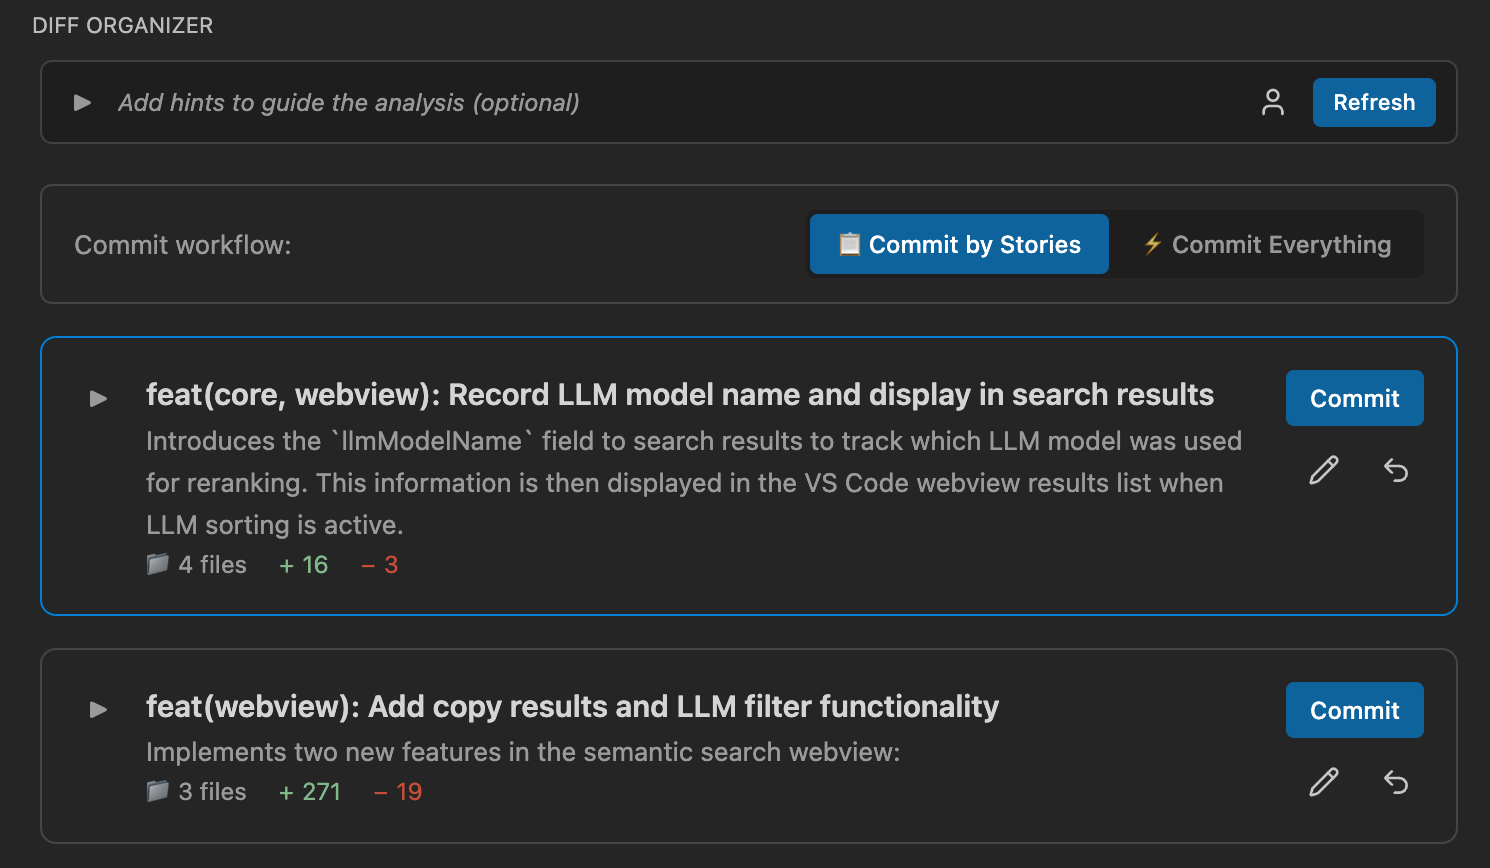 DIFF ORGANIZER
Add hints to guide the analysis (optional)
Refresh
Commit workflow:
Commit by Stories
Commit Everything
feat(core, webview): Record LLM model name and display in search results
Commit
Introduces the `llmModelName` field to search results to track which LLM model was used
for reranking. This information is then displayed in the VS Code webview results list when
LLM sorting is active.
4 files + 16 − 3
feat(webview): Add copy results and LLM filter functionality
Commit
Implements two new features in the semantic search webview:
3 files + 271 − 19